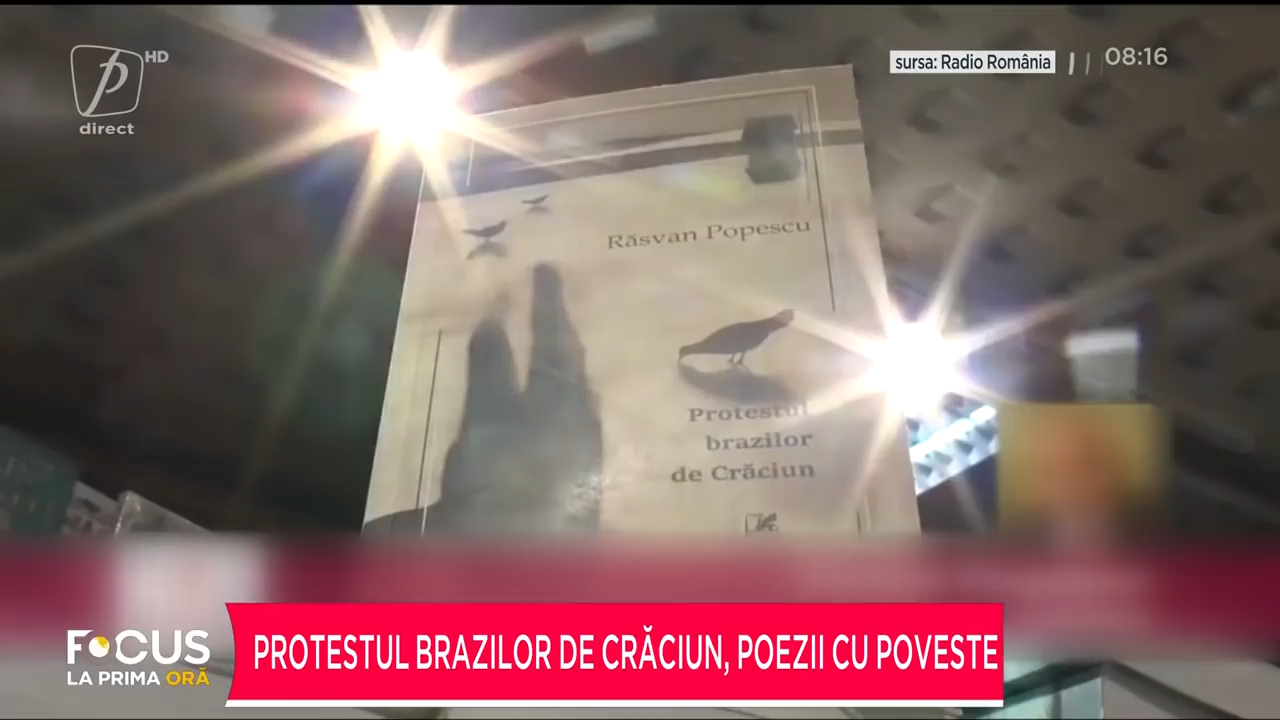 HD
direct
sursa: Radio România
08:16
Răsvan Popescu
Protestul
brazilor
de Crăciun
FOCUS
LA PRIMA ORĂ
PROTESTUL BRAZILOR DE CRĂCIUN, POEZII CU POVESTE